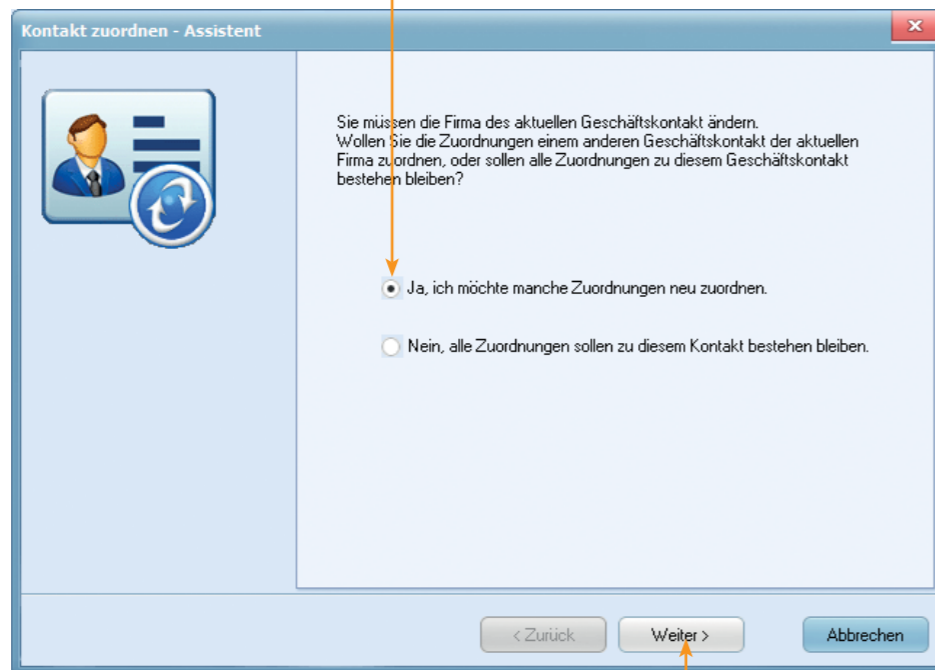 Kontakt zuordnen - Assistent
Sie müssen die Firma des aktuellen Geschäftskontakt ändern.
Wollen Sie die Zuordnungen einem anderen Geschäftskontakt der aktuellen
Firma zuordnen, oder sollen alle Zuordnungen zu diesem Geschäftskontakt
bestehen bleiben?
Ja, ich möchte manche Zuordnungen neu zuordnen.
Nein, alle Zuordnungen sollen zu diesem Kontakt bestehen bleiben.
< Zurück Weiter > Abbrechen